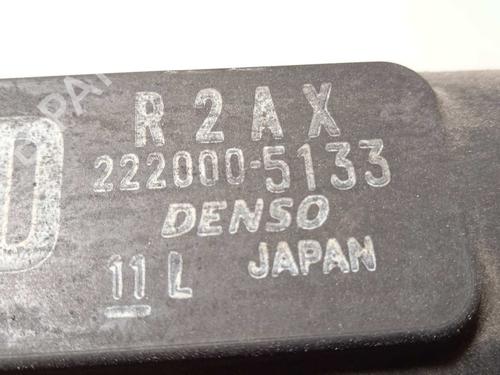 R2AX
222000-5133
DENSO
11L JAPAN